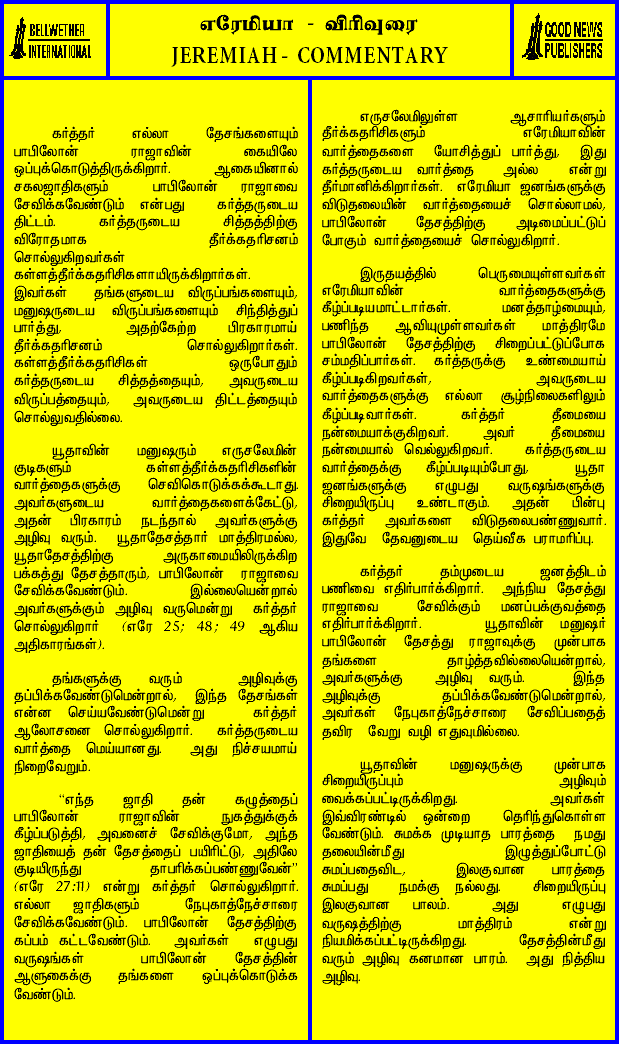 BELLWETHER
INTERNATIONAL
எரேமியா - விரிவுரை
JEREMIAH - COMMENTARY
GOOD NEWS
PUBLISHERS
கர்த்தர் எல்லா தேசங்களையும்
பாபிலோன் ராஜாவின் கையிலே
ஒப்புக்கொடுத்திருக்கிறார். ஆகையினால்
சகலஜாதிகளும் பாபிலோன் ராஜாவை
சேவிக்கவேண்டும் என்பது கர்த்தருடைய
திட்டம். கர்த்தருடைய சித்தத்திற்கு
விரோதமாக தீர்க்கதரிசனம்
சொல்லுகிறவர்கள்
கள்ளத்தீர்க்கதரிசிகளாயிருக்கிறார்கள்.
இவர்கள் தங்களுடைய விருப்பங்களையும்,
மனுஷருடைய விருப்பங்களையும் சிந்தித்துப்
பார்த்து, அதற்கேற்ற பிரகாரமாய்
தீர்க்கதரிசனம் சொல்லுகிறார்கள்.
கள்ளத்தீர்க்கதரிசிகள் ஒருபோதும்
கர்த்தருடைய சித்தத்தையும், அவருடைய
விருப்பத்தையும், அவருடைய திட்டத்தையும்
சொல்லுவதில்லை.
யூதாவின் மனுஷரும் எருசலேமின்
குடிகளும் கள்ளத்தீர்க்கதரிசிகளின்
வார்த்தைகளுக்கு செவிகொடுக்கக்கூடாது.
அவர்களுடைய வார்த்தைகளைக்கேட்டு,
அதன் பிரகாரம் நடந்தால் அவர்களுக்கு
அழிவு வரும். யூதாதேசத்தார் மாத்திரமல்ல,
யூதாதேசத்திற்கு அருகாமையிலிருக்கிற
பக்கத்து தேசத்தாரும், பாபிலோன் ராஜாவை
சேவிக்கவேண்டும். இல்லையென்றால்
அவர்களுக்கும் அழிவு வருமென்று கர்த்தர்
சொல்லுகிறார் (எரே 25; 48; 49 ஆகிய
அதிகாரங்கள்).
தங்களுக்கு வரும் அழிவுக்கு
தப்பிக்கவேண்டுமென்றால், இந்த தேசங்கள்
என்ன செய்யவேண்டுமென்று கர்த்தர்
ஆலோசனை சொல்லுகிறார். கர்த்தருடைய
வார்த்தை மெய்யானது. அது நிச்சயமாய்
நிறைவேறும்.
“எந்த ஜாதி தன் கழுத்தைப்
பாபிலோன் ராஜாவின் நுகத்துக்குக்
கீழ்ப்படுத்தி, அவனைச் சேவிக்குமோ, அந்த
ஜாதியைத் தன் தேசத்தைப் பயிரிட்டு, அதிலே
குடியிருந்து தாபரிக்கப்பண்ணுவேன்”
(எரே 27:11) என்று கர்த்தர் சொல்லுகிறார்.
எல்லா ஜாதிகளும் நேபுகாத்நேச்சாரை
சேவிக்கவேண்டும். பாபிலோன் தேசத்திற்கு
கப்பம் கட்டவேண்டும். அவர்கள் எழுபது
வருஷங்கள் பாபிலோன் தேசத்தின்
ஆளுகைக்கு தங்களை ஒப்புக்கொடுக்க
வேண்டும்.
எருசலேமிலுள்ள ஆசாரியர்களும்
தீர்க்கதரிசிகளும் எரேமியாவின்
வார்த்தைகளை யோசித்துப் பார்த்து, இது
கர்த்தருடைய வார்த்தை அல்ல என்று
தீர்மானிக்கிறார்கள். எரேமியா ஜனங்களுக்கு
விடுதலையின் வார்த்தையைச் சொல்லாமல்,
பாபிலோன் தேசத்திற்கு அடிமைப்பட்டுப்
போகும் வார்த்தையைச் சொல்லுகிறார்.
இருதயத்தில் பெருமையுள்ளவர்கள்
எரேமியாவின் வார்த்தைகளுக்கு
கீழ்ப்படியமாட்டார்கள். மனத்தாழ்மையும்,
பணிந்த ஆவியுமுள்ளவர்கள் மாத்திரமே
பாபிலோன் தேசத்திற்கு சிறைப்பட்டுப்போக
சம்மதிப்பார்கள். கர்த்தருக்கு உண்மையாய்
கீழ்ப்படிகிறவர்கள், அவருடைய
வார்த்தைகளுக்கு எல்லா சூழ்நிலைகளிலும்
கீழ்ப்படிவார்கள். கர்த்தர் தீமையை
நன்மையாக்குகிறவர். அவர் தீமையை
நன்மையால் வெல்லுகிறவர். கர்த்தருடைய
வார்த்தைக்கு கீழ்ப்படியும்போது, யூதா
ஜனங்களுக்கு எழுபது வருஷங்களுக்கு
சிறையிருப்பு உண்டாகும். அதன் பின்பு
கர்த்தர் அவர்களை விடுதலைபண்ணுவார்.
இதுவே தேவனுடைய தெய்வீக பராமரிப்பு.
கர்த்தர் தம்முடைய ஜனத்திடம்
பணிவை எதிர்பார்க்கிறார். அந்நிய தேசத்து
ராஜாவை சேவிக்கும் மனப்பக்குவத்தை
எதிர்பார்க்கிறார். யூதாவின் மனுஷர்
பாபிலோன் தேசத்து ராஜாவுக்கு முன்பாக
தங்களை தாழ்த்தவில்லையென்றால்,
அவர்களுக்கு அழிவு வரும். இந்த
அழிவுக்கு தப்பிக்கவேண்டுமென்றால்,
அவர்கள் நேபுகாத்நேச்சாரை சேவிப்பதைத்
தவிர வேறு வழி எதுவுமில்லை.
யூதாவின் மனுஷருக்கு முன்பாக
சிறையிருப்பும் அழிவும்
வைக்கப்பட்டிருக்கிறது. அவர்கள்
இவ்விரண்டில் ஒன்றை தெரிந்துகொள்ள
வேண்டும். சுமக்க முடியாத பாரத்தை நமது
தலையின்மீது இழுத்துப்போட்டு
சுமப்பதைவிட, இலகுவான பாரத்தை
சுமப்பது நமக்கு நல்லது. சிறையிருப்பு
இலகுவான பாலம். அது எழுபது
வருஷத்திற்கு மாத்திரம் என்று
நியமிக்கப்பட்டிருக்கிறது. தேசத்தின்மீது
வரும் அழிவு கனமான பாரம். அது நித்திய
அழிவு.